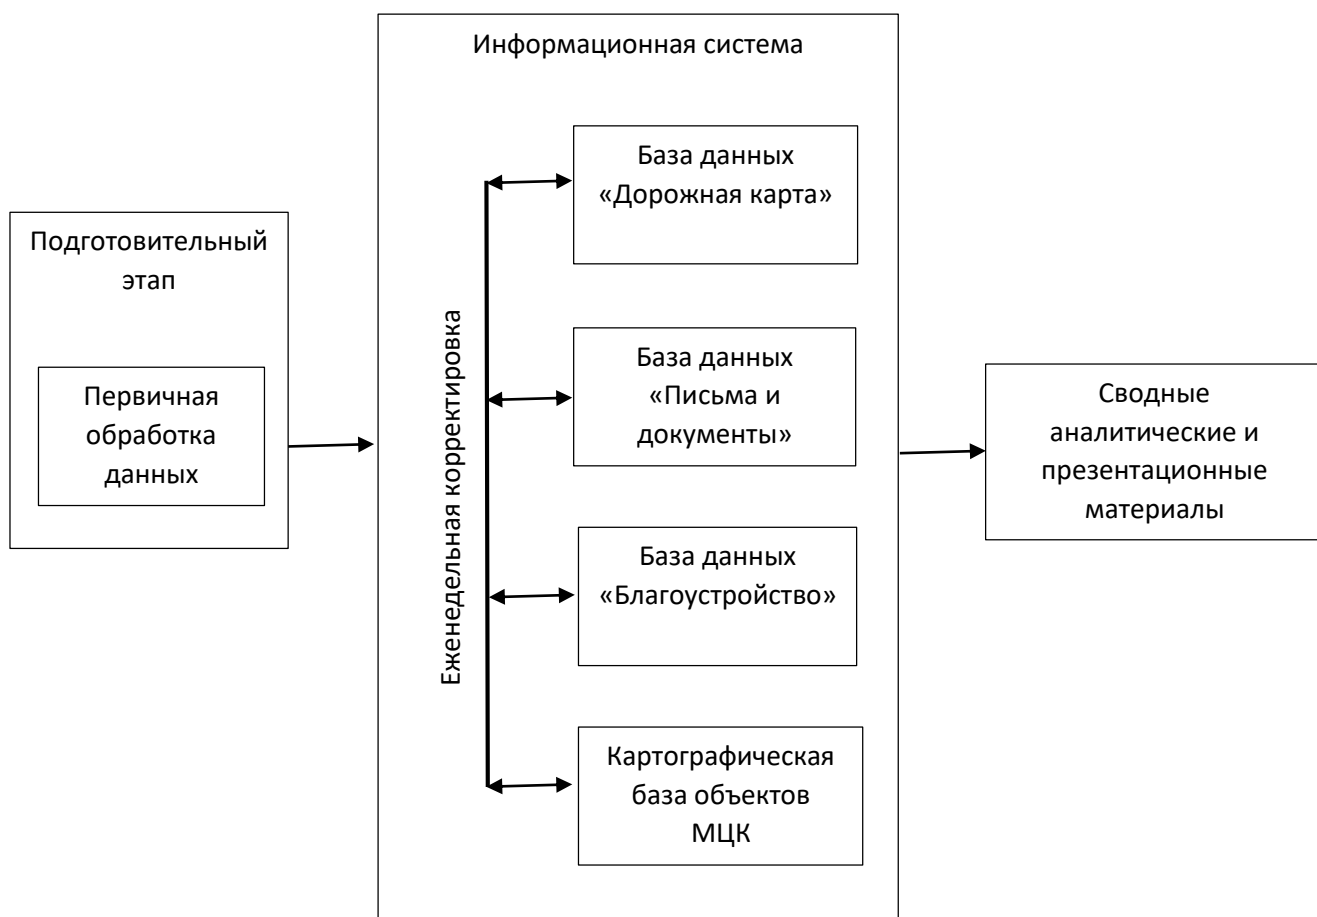 Информационная система
Подготовительный
этап
Первичная
обработка
данных
Еженедельная корректировка
База данных
«Дорожная карта»
База данных
«Письма и
документы»
База данных
«Благоустройство»
Картографическая
база объектов
МЦК
Сводные
аналитические и
презентационные
материалы